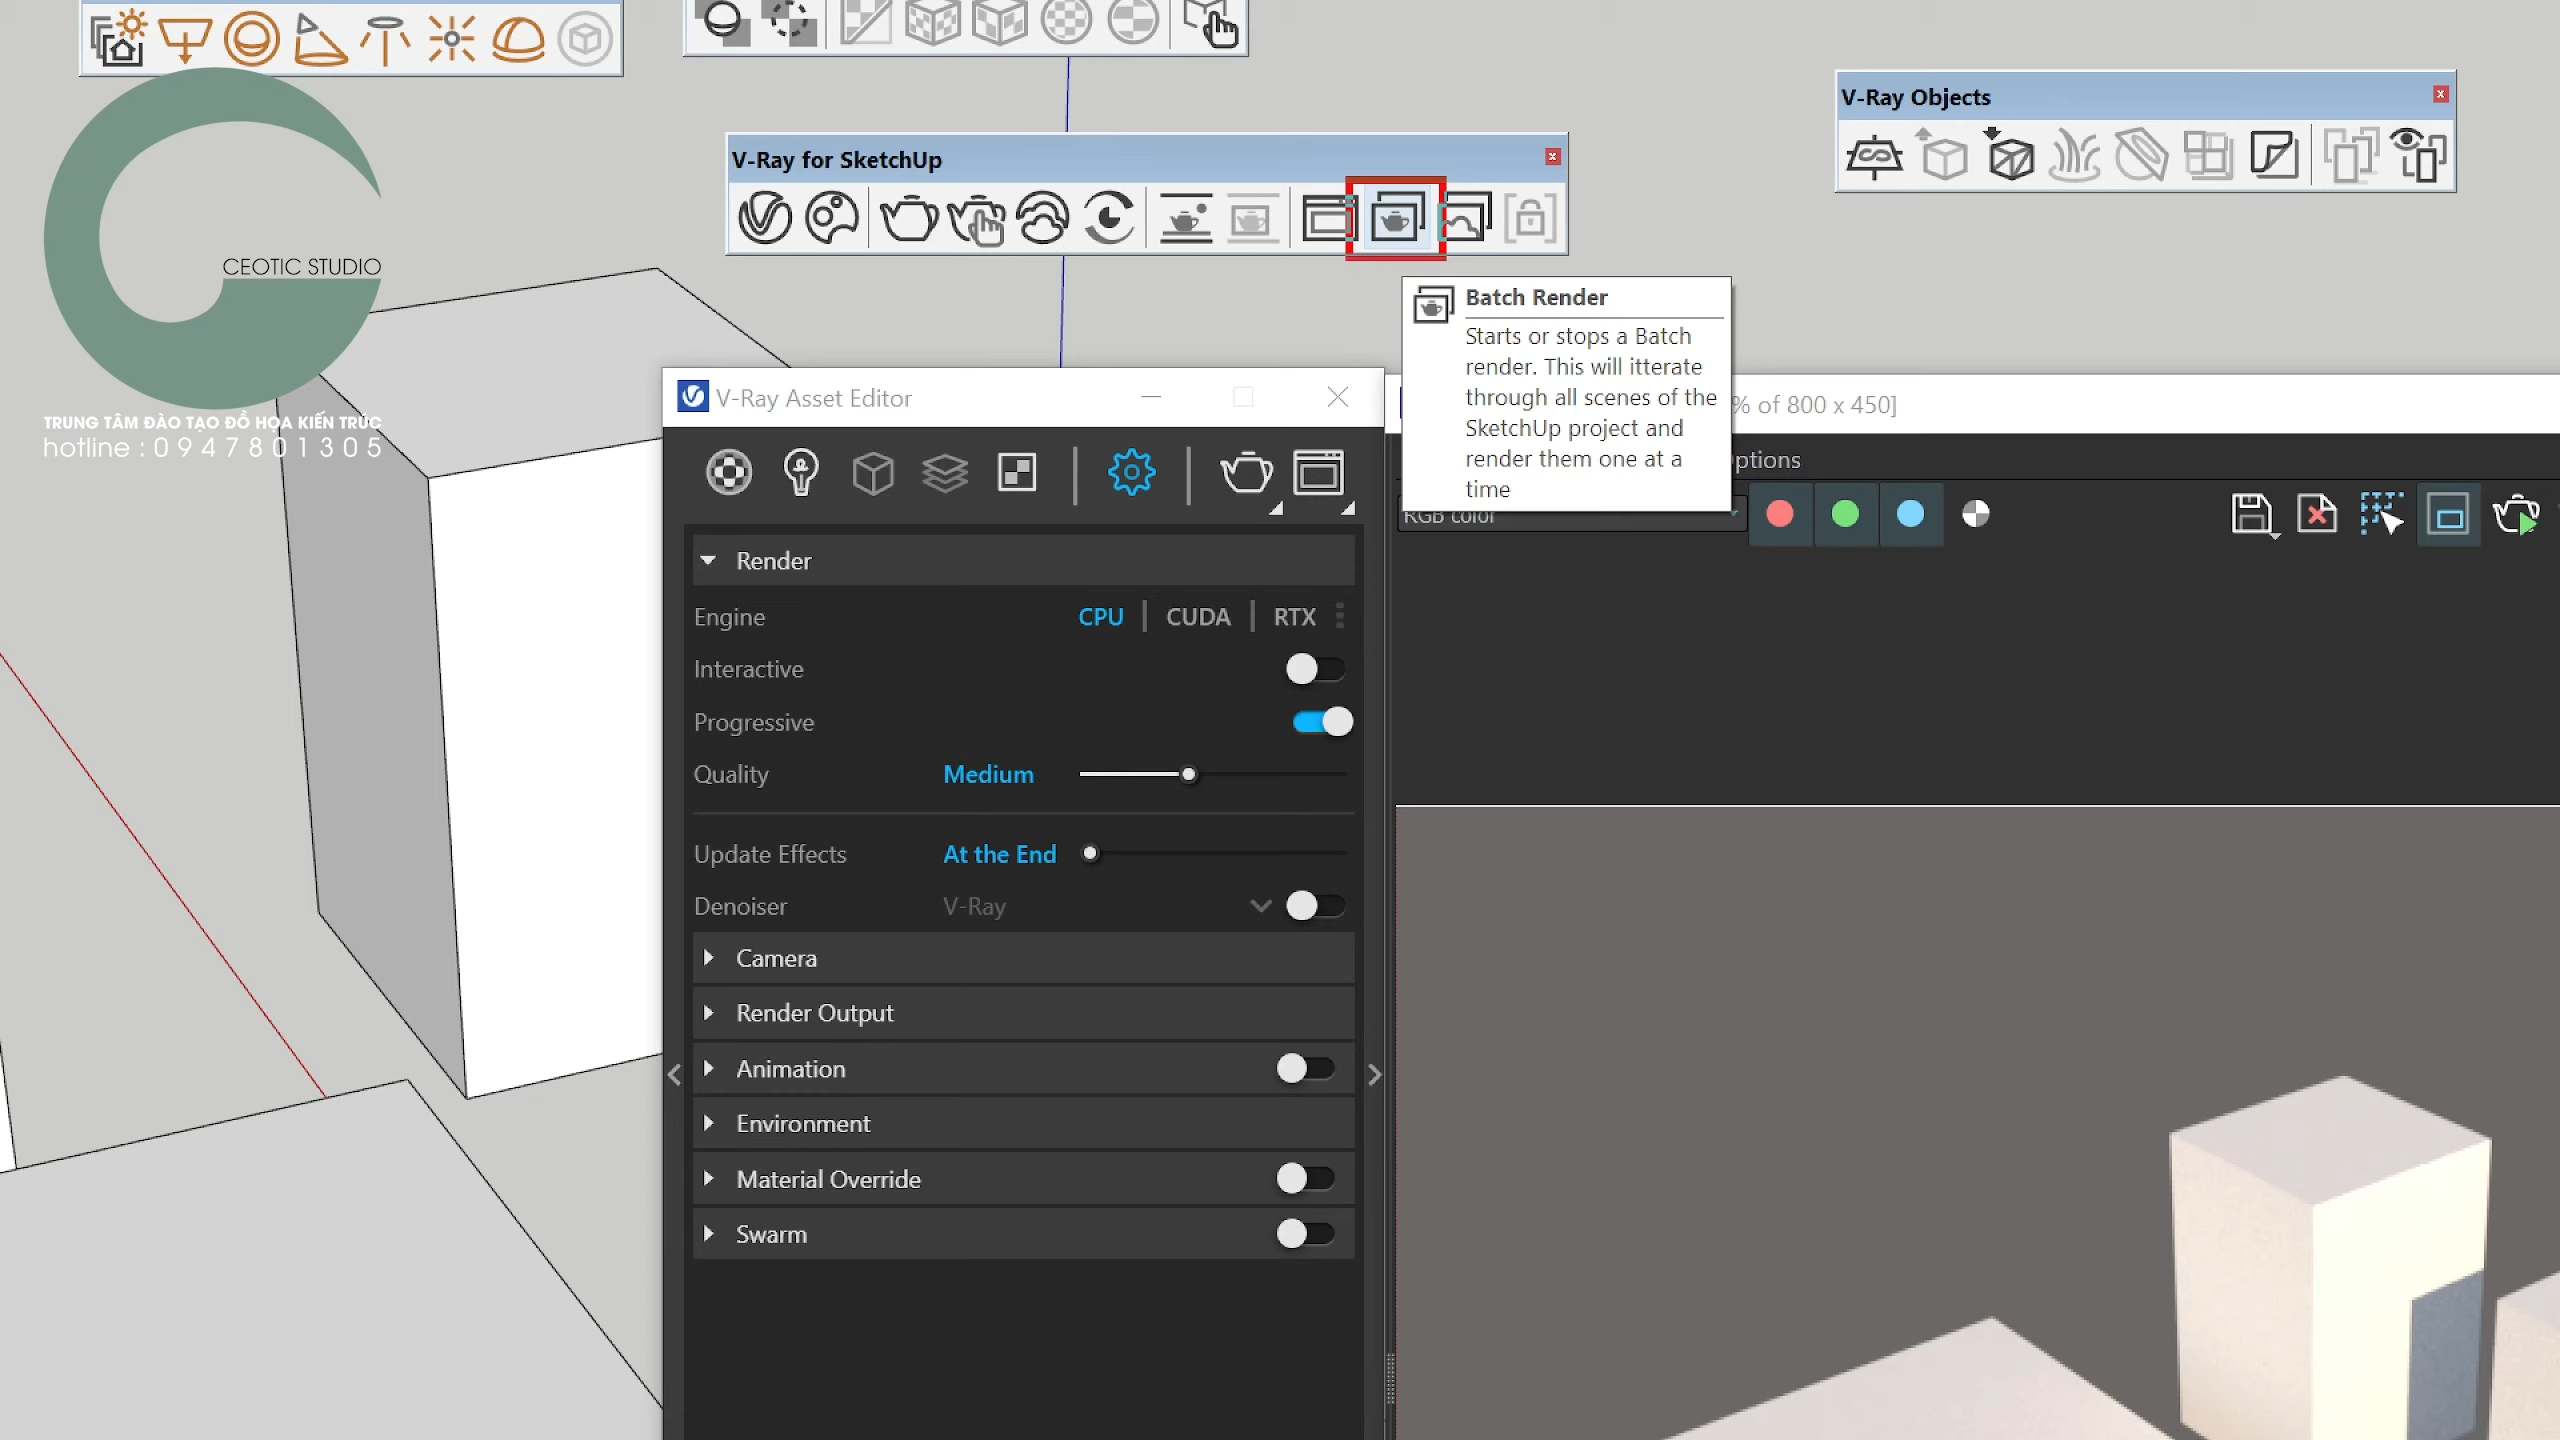 V-Ray Objects
V-Ray for SketchUp
CEOTIC STUDIO
TRUNG TÂM ĐÀO TẠO ĐỒ HỌA KIẾN TRÚC
hotline : 0 9 4 7 8 0 1 3 0 5
Batch Render
Starts or stops a Batch
render. This will itterate
through all scenes of the
SketchUp project and
render them one at a
time
V-Ray Asset Editor
% of 800 x 450]
ptions
RGB color
Render
Engine CPU | CUDA | RTX
Interactive
Progressive
Quality Medium
Update Effects At the End
Denoiser V-Ray
Camera
Render Output
Animation
Environment
Material Override
Swarm